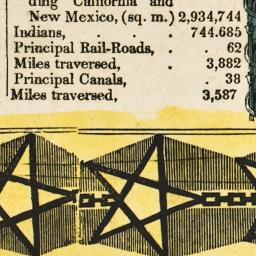 ding California and
New Mexico, (sq. m.) 2,934,744
Indians, . . . 744.685
Principal Rail-Roads, . . 62
Miles traversed, . 3,882
Principal Canals, . 38
Miles traversed, 3,587